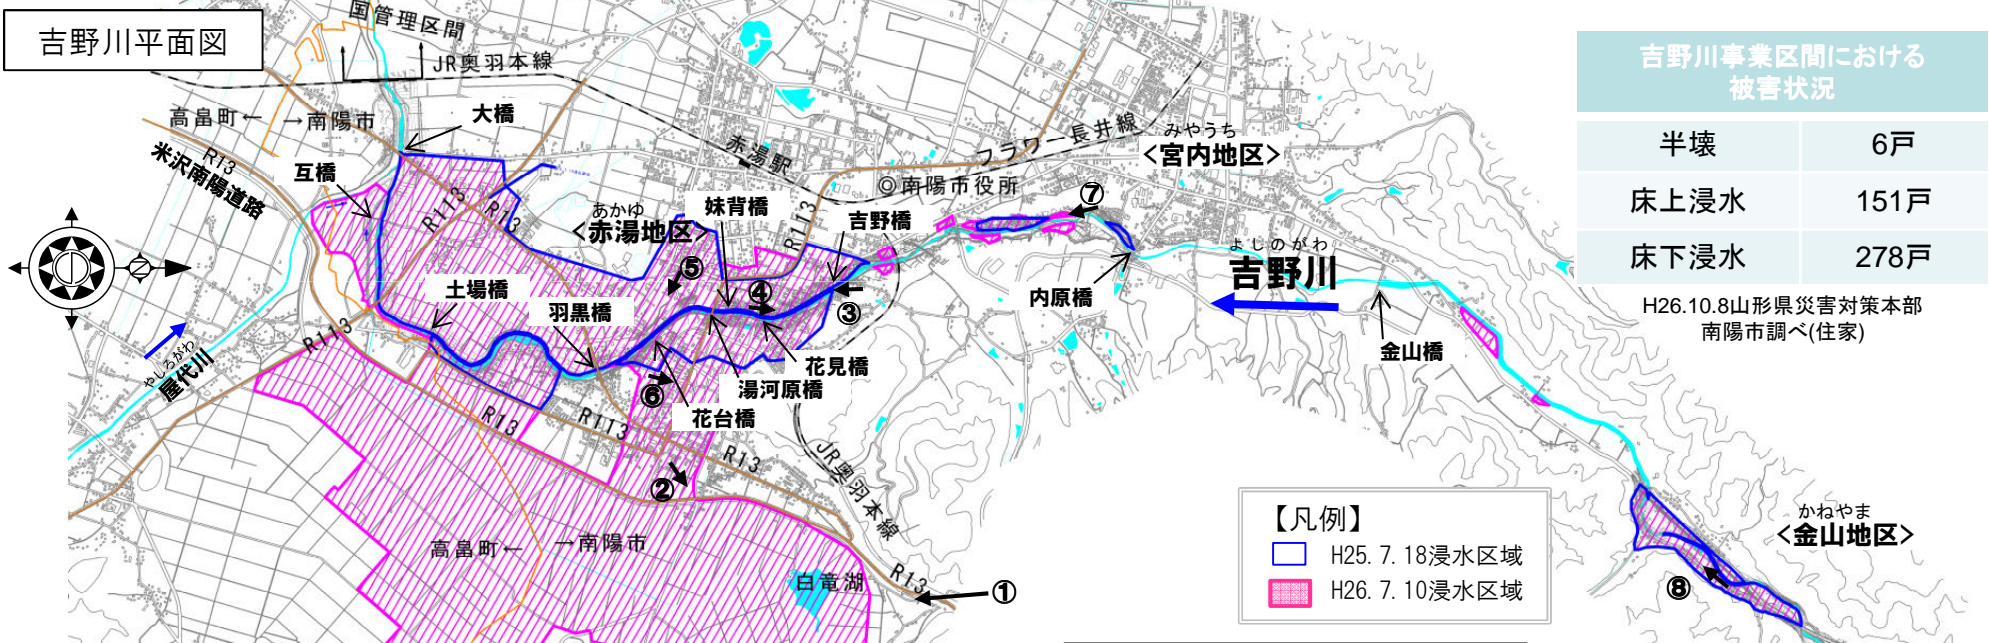 吉野川平面図
国管理区間
JR奥羽本線
高畠町← →南陽市
大橋
R13
米沢南陽道路
互橋
R113
R13
あかゆ
<赤湯地区>
赤湯駅
妹背橋
R113
フラワー長井線
◎南陽市役所
吉野橋
みやうち
<宮内地区>
⑦
よしのがわ
吉野川
内原橋
金山橋
⑤
④
③
土場橋
羽黒橋
花見橋
湯河原橋
花台橋
⑥
R113
やしろがわ
屋代川
R13
R113
R13
②
JR奥羽本線
高畠町← →南陽市
白竜湖
R13
①
吉野川事業区間における
被害状況
半壊 6戸
床上浸水 151戸
床下浸水 278戸
H26.10.8山形県災害対策本部
南陽市調べ(住家)
【凡例】
H25.7.18浸水区域
H26.7.10浸水区域
かねやま
<金山地区>
⑧